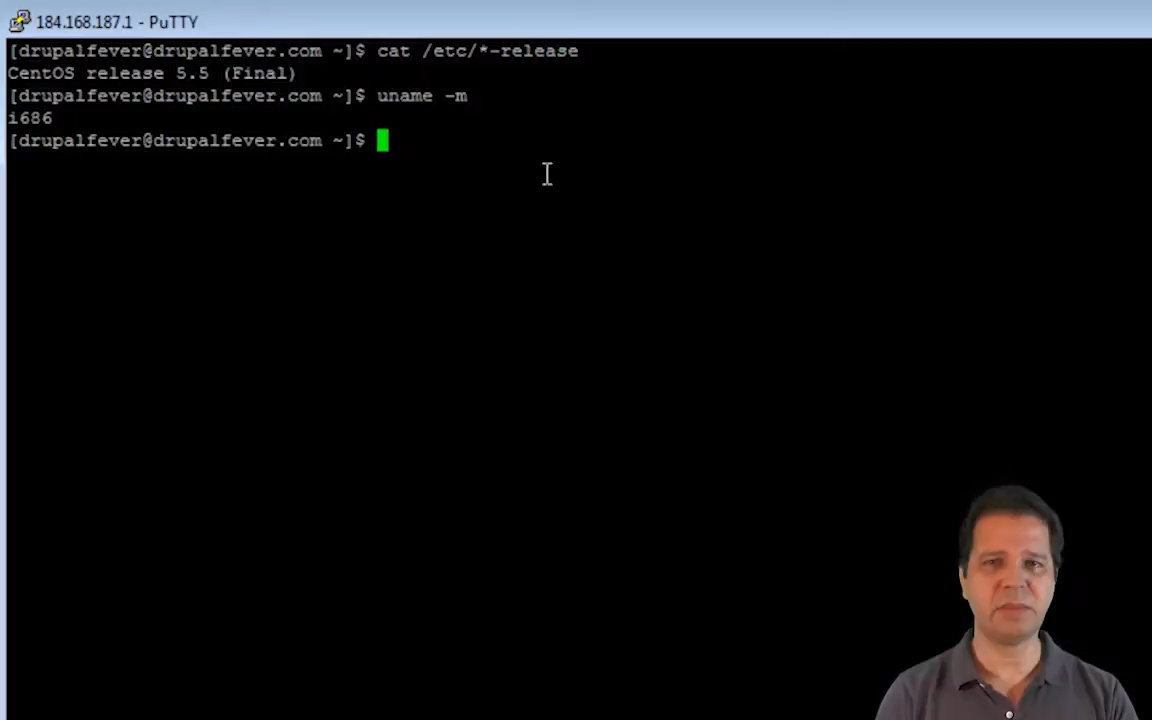 184.168.187.1 - PuTTY
[drupalfever@drupalfever.com ~]$ cat /etc/*-release
CentOS release 5.5 (Final)
[drupalfever@drupalfever.com ~]$ uname -m
i686
[drupalfever@drupalfever.com ~]$